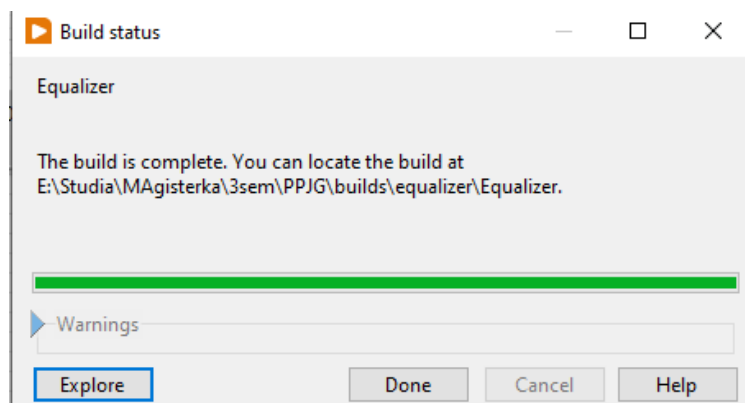 Build status
Equalizer
The build is complete. You can locate the build at
E:\Studia\MAgisterka\3sem\PPJG\builds\equalizer\Equalizer.
Warnings
Explore Done Cancel Help